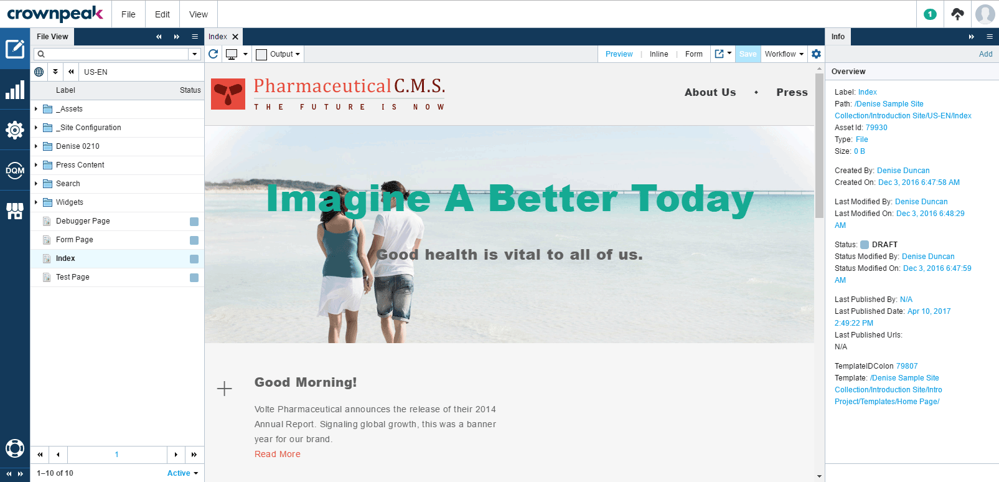 crownpeak
File
Edit
View
1
File View
US-EN
Label
Status
_Assets
_Site Configuration
Denise 0210
Press Content
Search
Widgets
Debugger Page
Form Page
Index
Test Page
1
1–10 of 10
Active
DQM
Index
Output
Preview
Inline
Form
Save
Workflow
Pharmaceutical C.M.S.
THE FUTURE IS NOW
About Us • Press
Imagine A Better Today
Good health is vital to all of us.
Good Morning!
Volte Pharmaceutical announces the release of their 2014
Annual Report. Signaling global growth, this was a banner
year for our brand.
Read More
Info
Add
Overview
Label: Index
Path: /Denise Sample Site
Collection/Introduction Site/US-EN/Index
Asset Id: 79930
Type: File
Size: 0 B
Created By: Denise Duncan
Created On: Dec 3, 2016 6:47:58 AM
Last Modified By: Denise Duncan
Last Modified On: Dec 3, 2016 6:48:29
AM
Status: DRAFT
Status Modified By: Denise Duncan
Status Modified On: Dec 3, 2016 6:47:59
AM
Last Published By: N/A
Last Published Date: Apr 10, 2017
2:49:22 PM
Last Published Urls:
N/A
TemplateIDColon 79807
Template: /Denise Sample Site
Collection/Introduction Site/Intro
Project/Templates/Home Page/